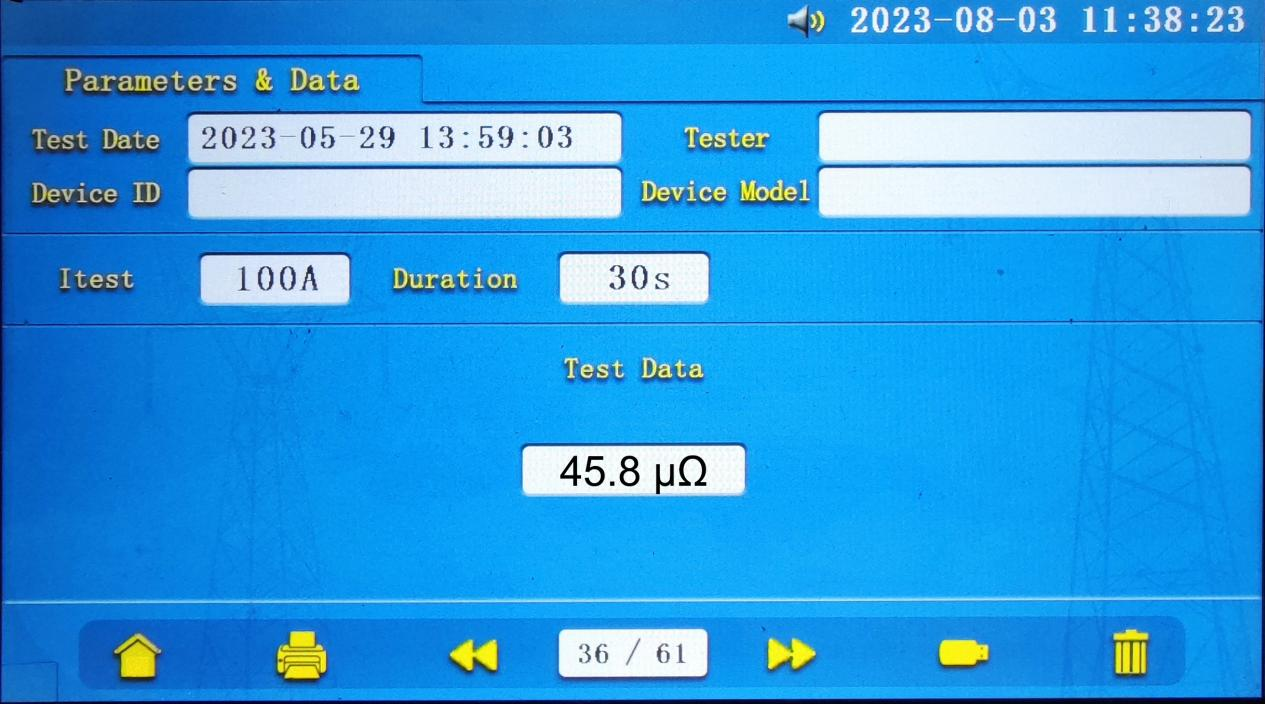 2023-08-03 11:38:23
Parameters & Data
Test Date 2023-05-29 13:59:03 Tester
Device ID Device Model
Itest 100A Duration 30s
Test Data
45.8 μΩ
36 / 61